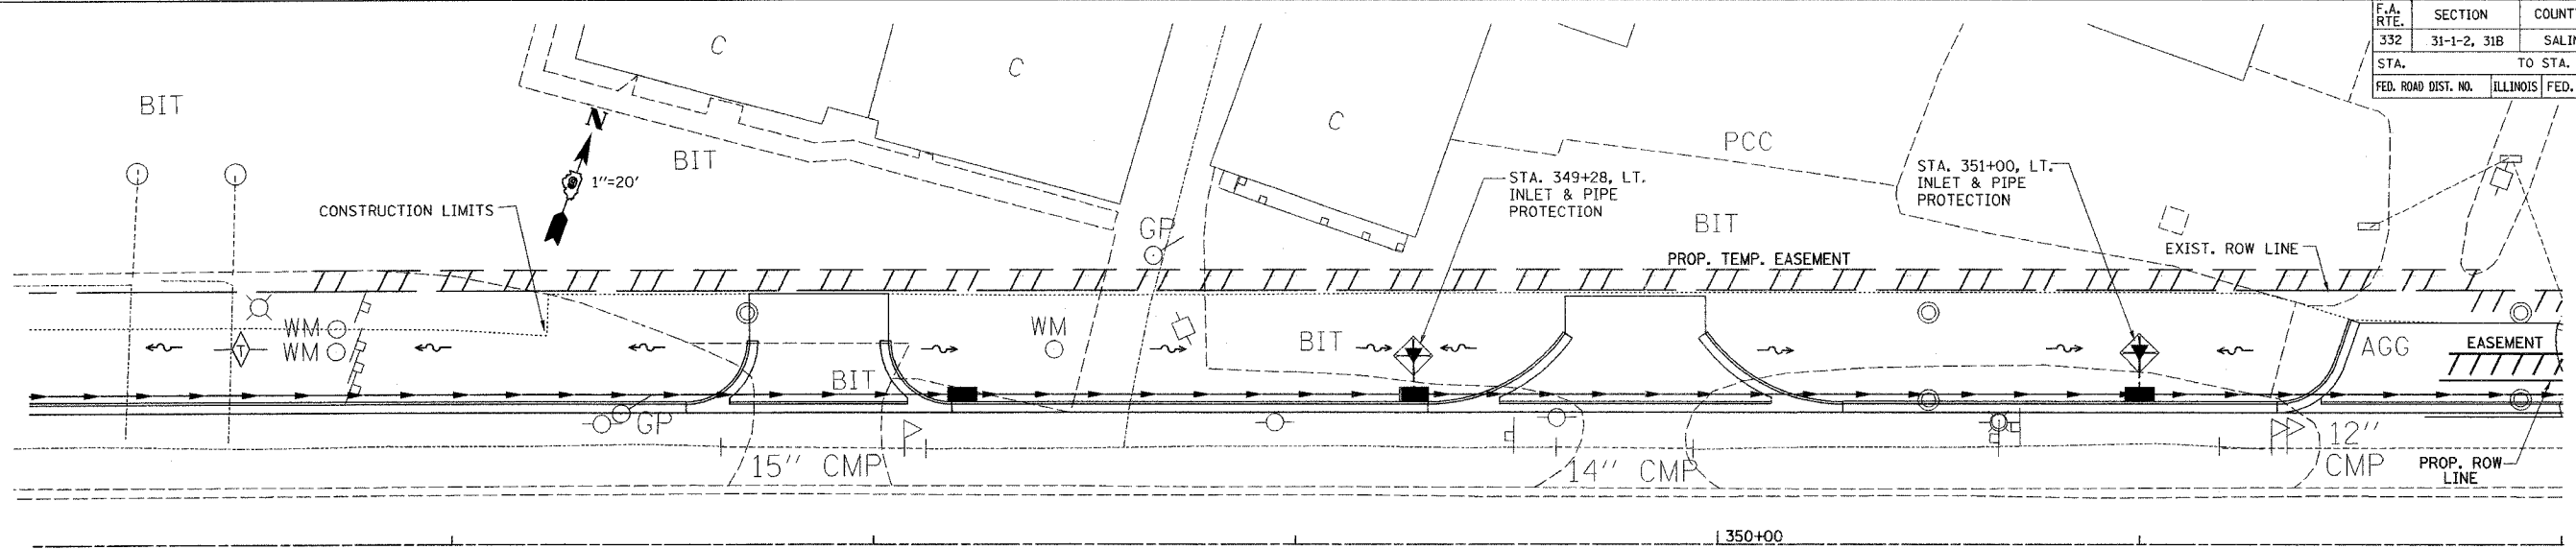 F.A. RTE. SECTION COUNT
332 31-1-2, 31B SALIN
STA. TO STA.
FED. ROAD DIST. NO. ILLINOIS FED.
C
C
C
BIT
N
BIT
1"=20'
PCC
CONSTRUCTION LIMITS
STA. 349+28, LT.
INLET & PIPE
PROTECTION
STA. 351+00, LT.
INLET & PIPE
PROTECTION
GP
BIT
PROP. TEMP. EASEMENT
EXIST. ROW LINE
WM
WM
T
WM
BIT
AGG
EASEMENT
BIT
GP
15" CMP
14" CMP
12"
CMP
PROP. ROW
LINE
350+00